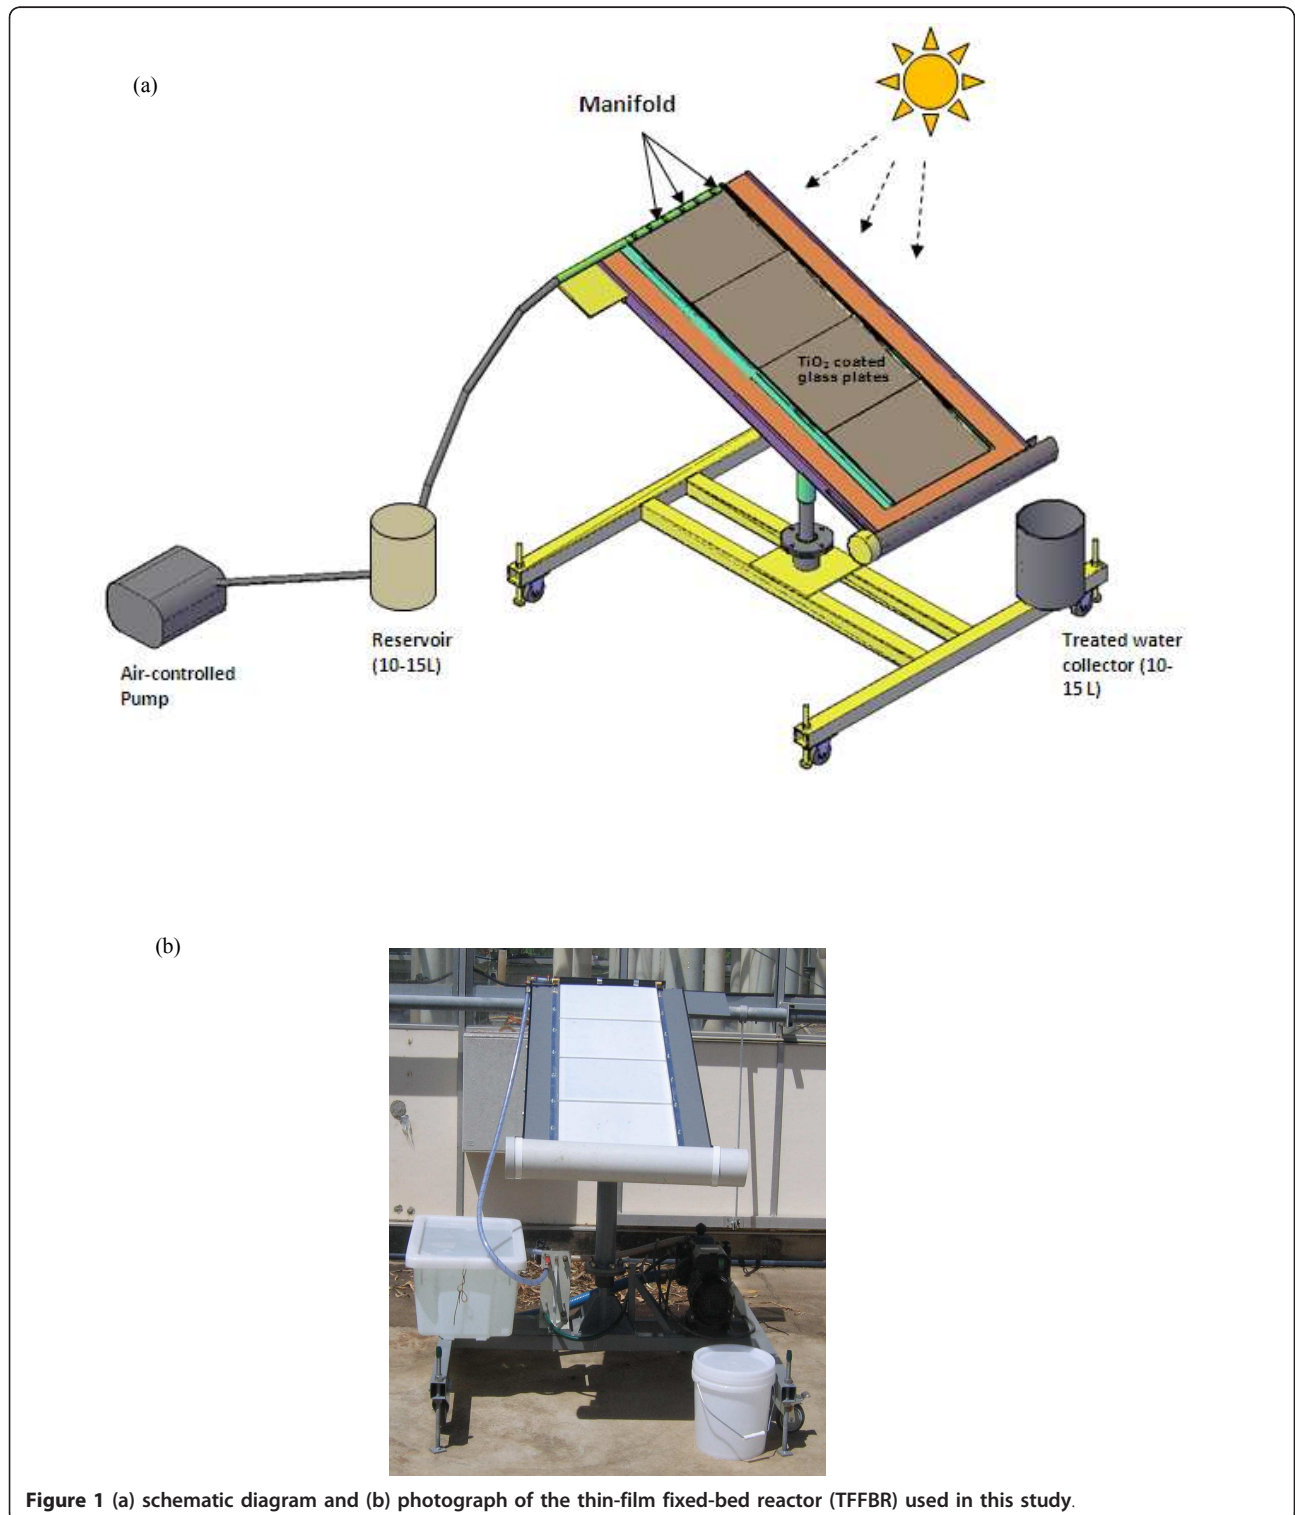 (a)
Manifold
TiO₂ coated
glass plates
Reservoir
(10-15L)
Air-controlled
Pump
Treated water
collector (10-
15 L)
(b)
Figure 1 (a) schematic diagram and (b) photograph of the thin-film fixed-bed reactor (TFFBR) used in this study.